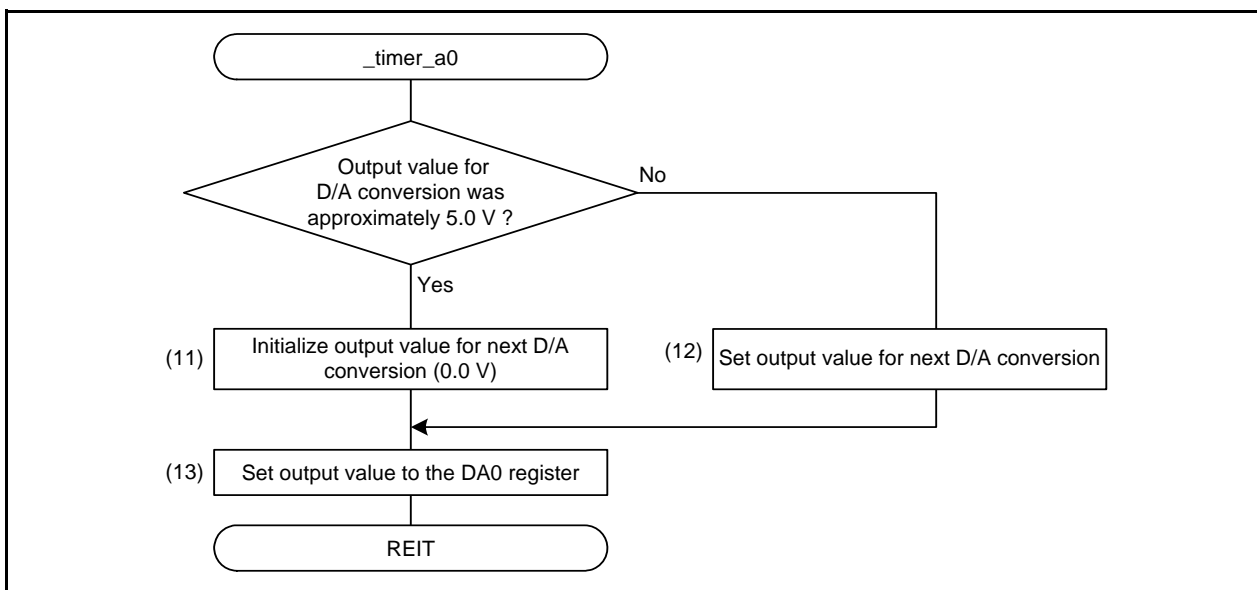 _timer_a0
Output value for
D/A conversion was
approximately 5.0 V ?
No
Yes
(11)
Initialize output value for next D/A
conversion (0.0 V)
(12)
Set output value for next D/A conversion
(13)
Set output value to the DA0 register
REIT